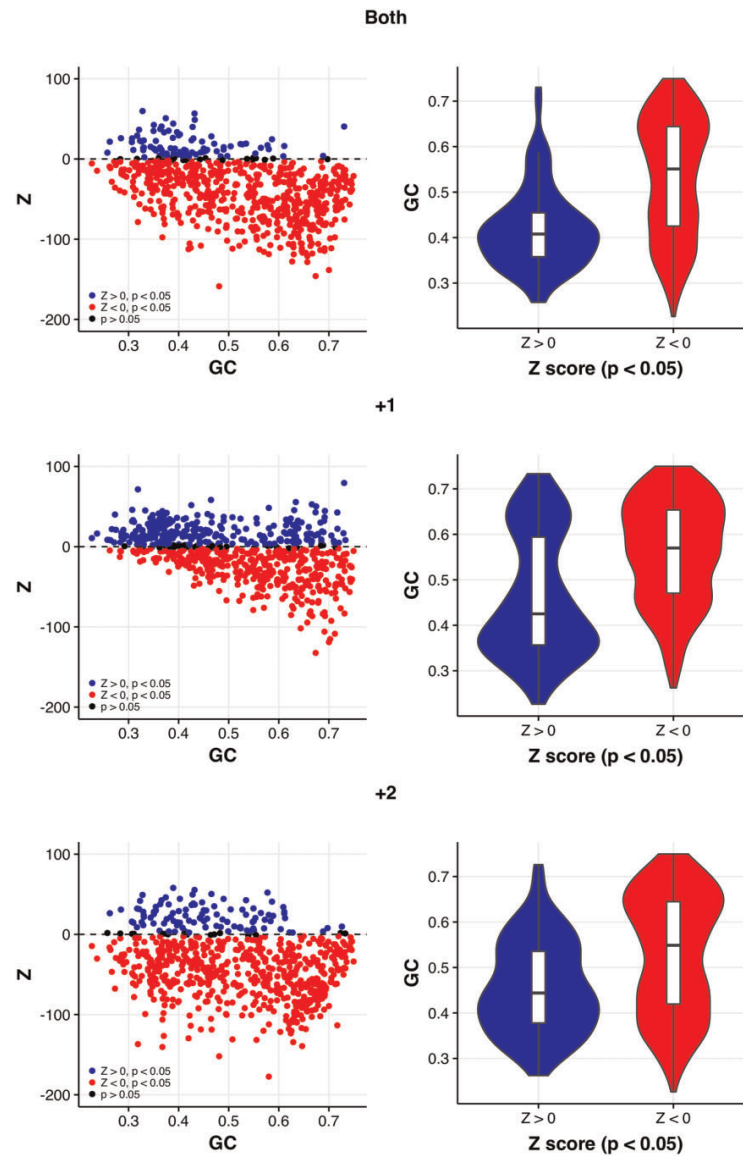 Both
100
0
-100
-200
Z
Z > 0, p < 0.05
Z < 0, p < 0.05
p > 0.05
0.3 0.4 0.5 0.6 0.7
GC
0.7
0.6
0.5
0.4
0.3
GC
Z > 0 Z < 0
Z score (p < 0.05)
+1
100
0
-100
-200
Z
Z > 0, p < 0.05
Z < 0, p < 0.05
p > 0.05
0.3 0.4 0.5 0.6 0.7
GC
0.7
0.6
0.5
0.4
0.3
GC
Z > 0 Z < 0
Z score (p < 0.05)
+2
100
0
-100
-200
Z
Z > 0, p < 0.05
Z < 0, p < 0.05
p > 0.05
0.3 0.4 0.5 0.6 0.7
GC
0.7
0.6
0.5
0.4
0.3
GC
Z > 0 Z < 0
Z score (p < 0.05)